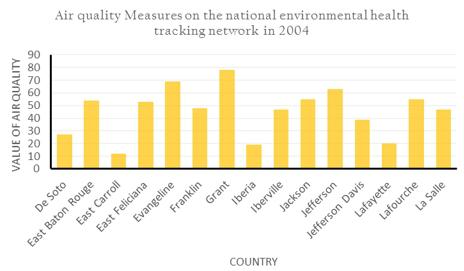 Air quality Measures on the national environmental health
tracking network in 2004
VALUE OF AIR QUALITY
90
80
70
60
50
40
30
20
10
0
De Soto
East Baton Rouge
East Carroll
East Feliciana
Evangeline
Franklin
Grant
Iberia
Iberville
Jackson
Jefferson
Jefferson Davis
Lafayette
Lafourche
La Salle
COUNTRY